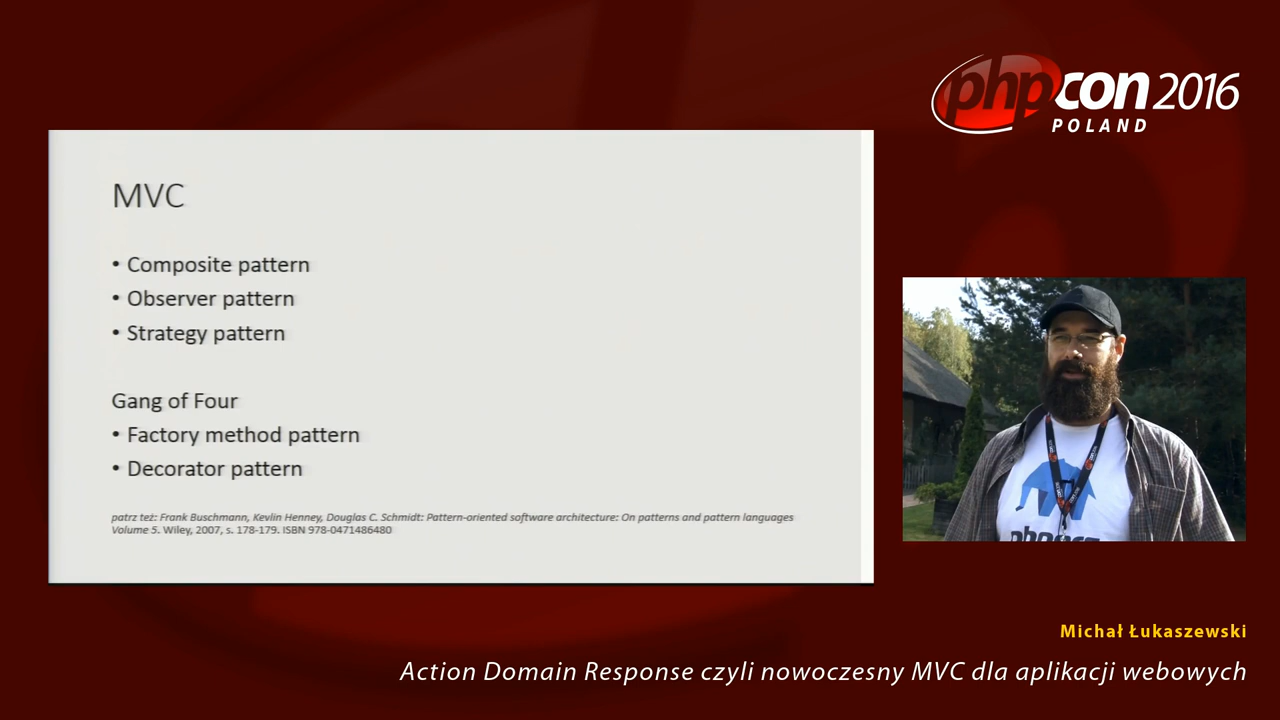 phpcon 2016
POLAND
MVC
• Composite pattern
• Observer pattern
• Strategy pattern
Gang of Four
• Factory method pattern
• Decorator pattern
patrz też: Frank Buschmann, Kevlin Henney, Douglas C. Schmidt: Pattern-oriented software architecture: On patterns and pattern languages
Volume 5. Wiley, 2007, s. 178-179. ISBN 978-0471486480
Michał Łukaszewski
Action Domain Response czyli nowoczesny MVC dla aplikacji webowych